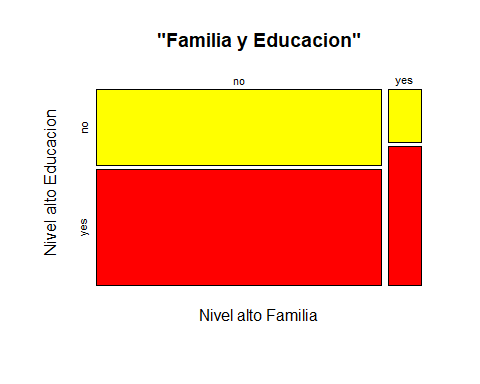 "Familia y Educacion"
no
yes
Nivel alto Educacion
no
yes
Nivel alto Familia